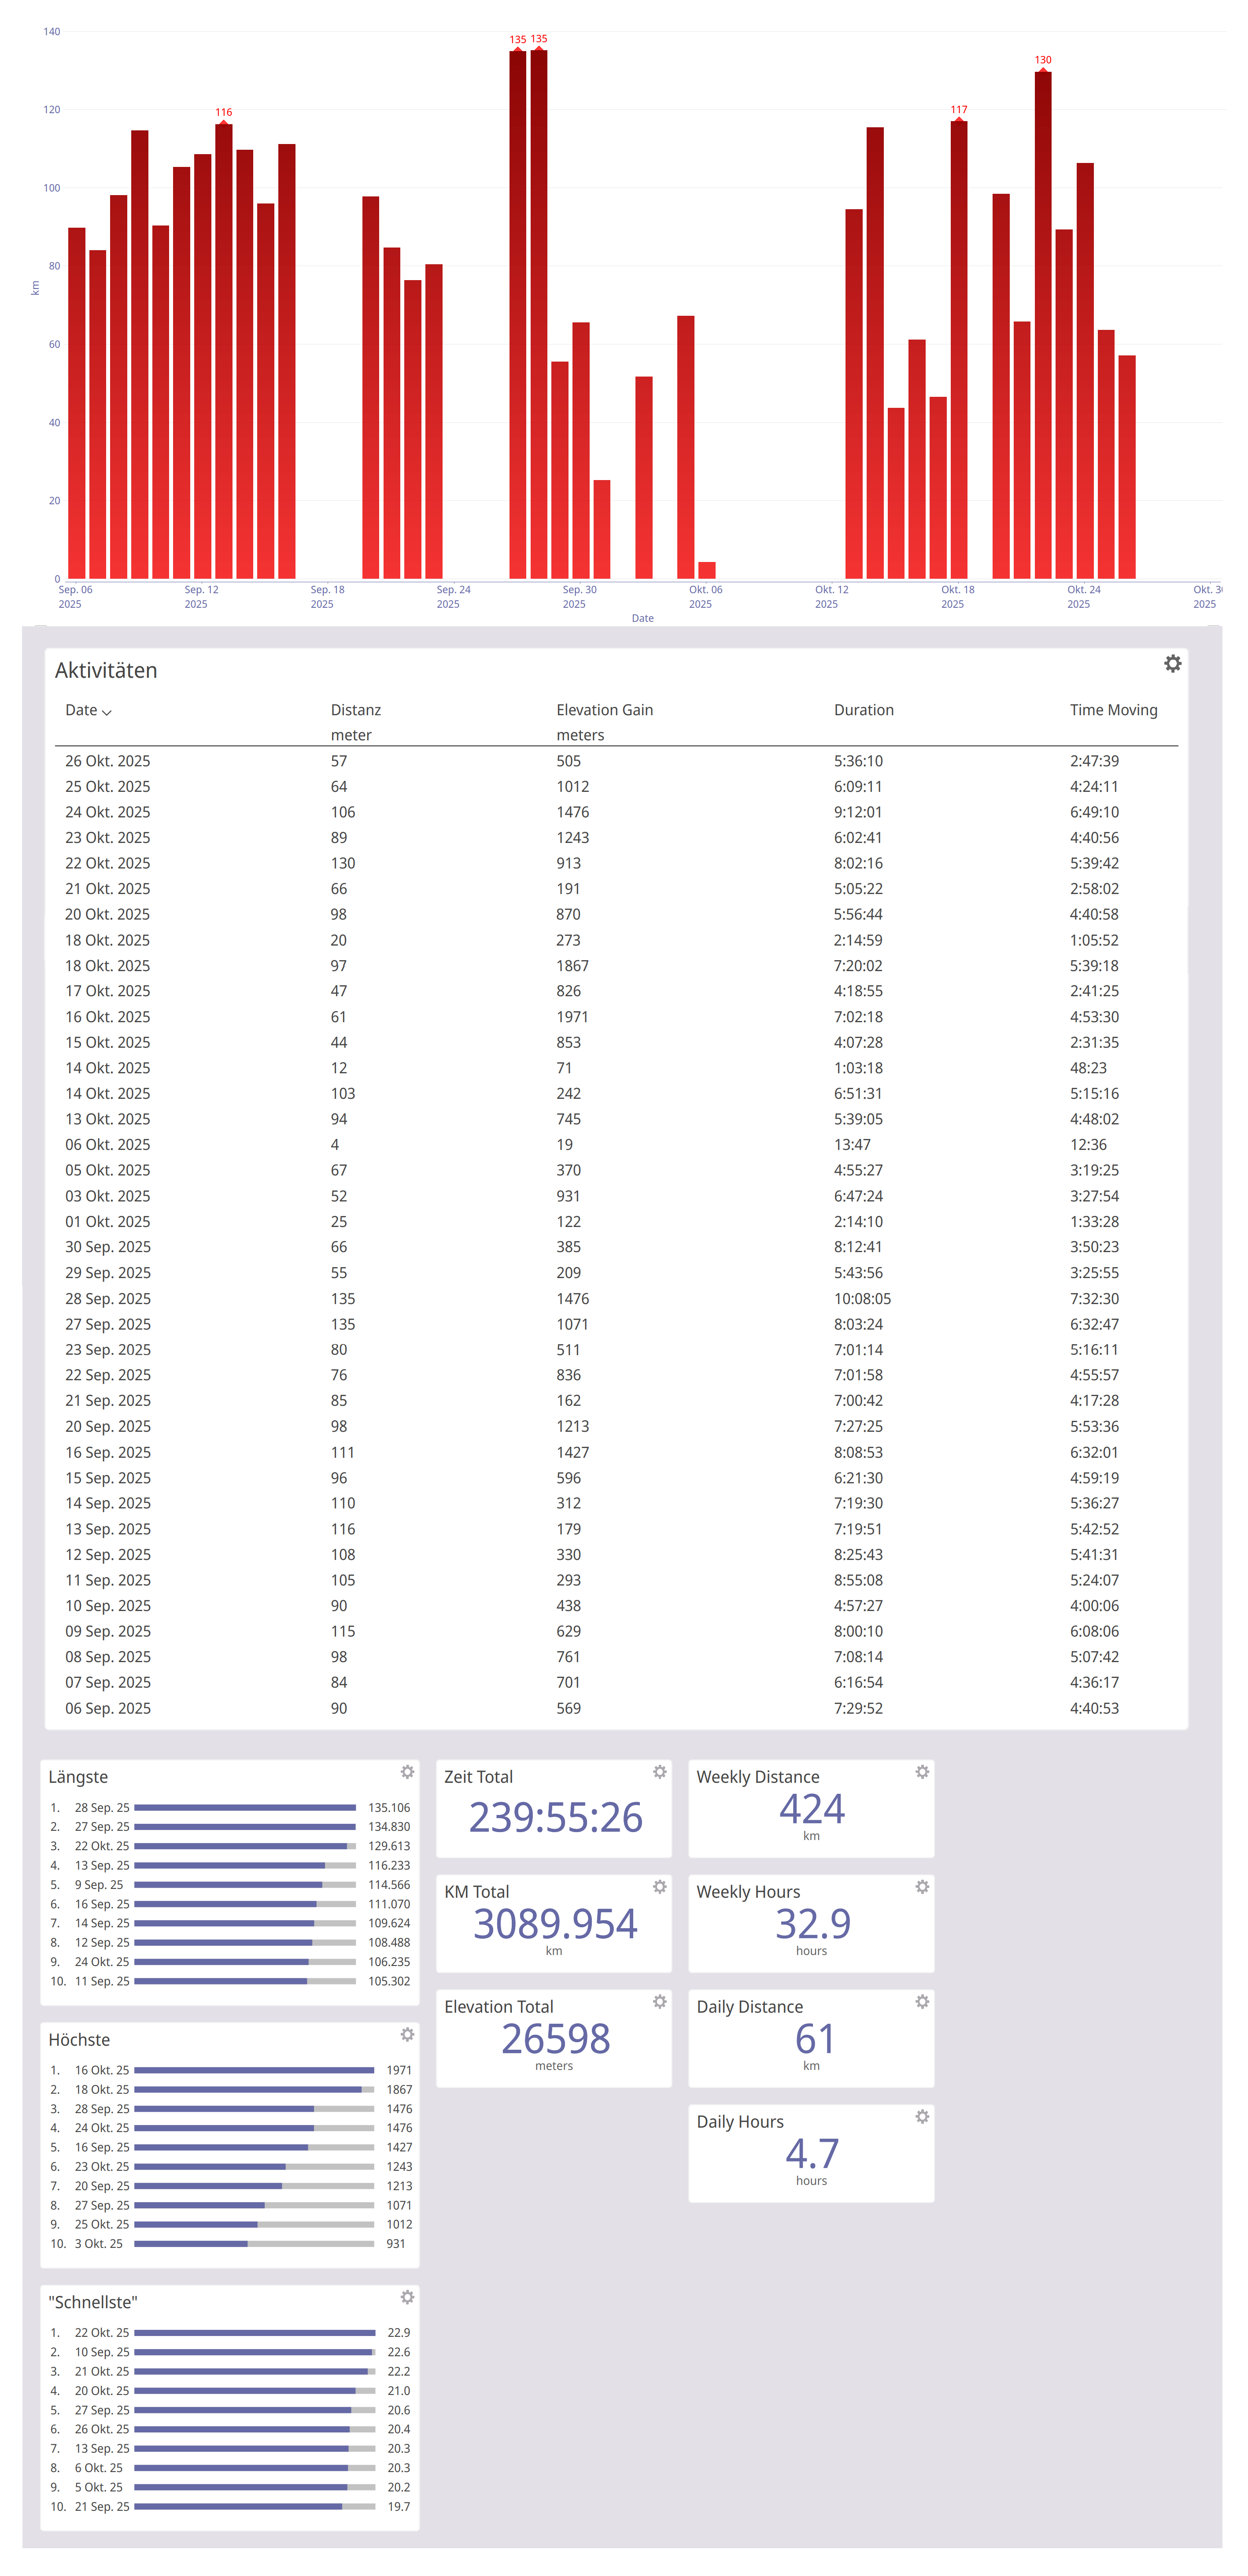 140
120
100
80
60
40
20
0
km
116
135 135
117
130
Sep. 06 Sep. 12 Sep. 18 Sep. 24 Sep. 30 Okt. 06 Okt. 12 Okt. 18 Okt. 24 Okt.
2025 2025 2025 2025 2025 2025 2025 2025 2025 2025
Date
Aktivitäten
Date Distanz Elevation Gain Duration Time Moving
meter meters
26 Okt. 2025 57 505 5:36:10 2:47:39
25 Okt. 2025 64 1012 6:09:11 4:24:11
24 Okt. 2025 106 1476 9:12:01 6:49:10
23 Okt. 2025 89 1243 6:02:41 4:40:56
22 Okt. 2025 130 913 8:02:16 5:39:42
21 Okt. 2025 66 191 5:05:22 2:58:02
20 Okt. 2025 98 870 5:56:44 4:40:58
18 Okt. 2025 20 273 2:14:59 1:05:52
18 Okt. 2025 97 1867 7:20:02 5:39:18
17 Okt. 2025 47 826 4:18:55 2:41:25
16 Okt. 2025 61 1971 7:02:18 4:53:30
15 Okt. 2025 44 853 4:07:28 2:31:35
14 Okt. 2025 12 71 1:03:18 48:23
14 Okt. 2025 103 242 6:51:31 5:15:16
13 Okt. 2025 94 745 5:39:05 4:48:02
06 Okt. 2025 4 19 13:47 12:36
05 Okt. 2025 67 370 4:55:27 3:19:25
03 Okt. 2025 52 931 6:47:24 3:27:54
01 Okt. 2025 25 122 2:14:10 1:33:28
30 Sep. 2025 66 385 8:12:41 3:50:23
29 Sep. 2025 55 209 5:43:56 3:25:55
28 Sep. 2025 135 1476 10:08:05 7:32:30
27 Sep. 2025 135 1071 8:03:24 6:32:47
23 Sep. 2025 80 511 7:01:14 5:16:11
22 Sep. 2025 76 836 7:01:58 4:55:57
21 Sep. 2025 85 162 7:00:42 4:17:28
20 Sep. 2025 98 1213 7:27:25 5:53:36
16 Sep. 2025 111 1427 8:08:53 6:32:01
15 Sep. 2025 96 596 6:21:30 4:59:19
14 Sep. 2025 110 312 7:19:30 5:36:27
13 Sep. 2025 116 179 7:19:51 5:42:52
12 Sep. 2025 108 330 8:25:43 5:41:31
11 Sep. 2025 105 293 8:55:08 5:24:07
10 Sep. 2025 90 438 4:57:27 4:00:06
09 Sep. 2025 115 629 8:00:10 6:08:06
08 Sep. 2025 98 761 7:08:14 5:07:42
07 Sep. 2025 84 701 6:16:54 4:36:17
06 Sep. 2025 90 569 7:29:52 4:40:53
Längste
1. 28 Sep. 25 135.106
2. 27 Sep. 25 134.830
3. 22 Okt. 25 129.613
4. 13 Sep. 25 116.233
5. 9 Sep. 25 114.566
6. 16 Sep. 25 111.070
7. 14 Sep. 25 109.624
8. 12 Sep. 25 108.488
9. 24 Okt. 25 106.235
10. 11 Sep. 25 105.302
Höchste
1. 16 Okt. 25 1971
2. 18 Okt. 25 1867
3. 28 Sep. 25 1476
4. 24 Okt. 25 1476
5. 16 Sep. 25 1427
6. 23 Okt. 25 1243
7. 20 Sep. 25 1213
8. 27 Sep. 25 1071
9. 25 Okt. 25 1012
10. 3 Okt. 25 931
"Schnellste"
1. 22 Okt. 25 22.9
2. 10 Sep. 25 22.6
3. 21 Okt. 25 22.2
4. 20 Okt. 25 21.0
5. 27 Sep. 25 20.6
6. 26 Okt. 25 20.4
7. 13 Sep. 25 20.3
8. 6 Okt. 25 20.3
9. 5 Okt. 25 20.2
10. 21 Sep. 25 19.7
Zeit Total
239:55:26
KM Total
3089.954
km
Elevation Total
26598
meters
Weekly Distance
424
km
Weekly Hours
32.9
hours
Daily Distance
61
km
Daily Hours
4.7
hours